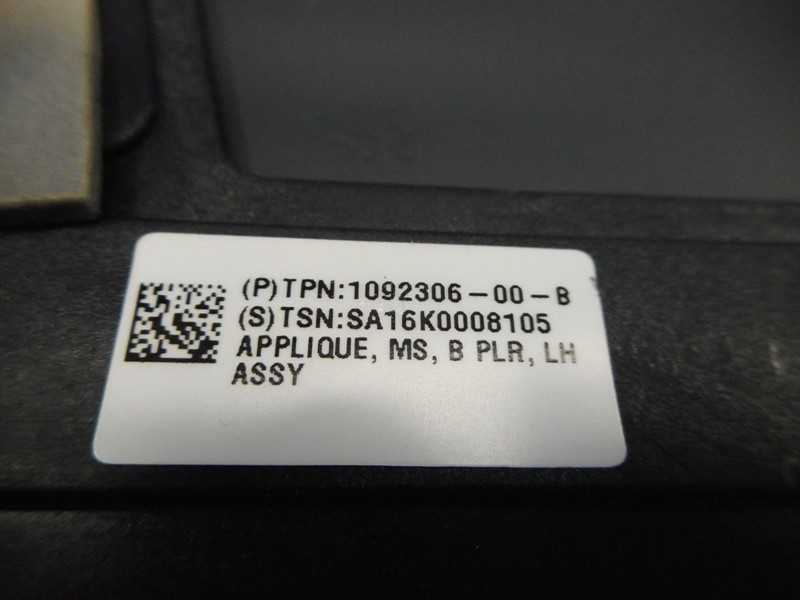 (P)TPN:1092306-00-B
(S)TSN:SA16K0008105
APPLIQUE, MS, B PLR, LH
ASSY